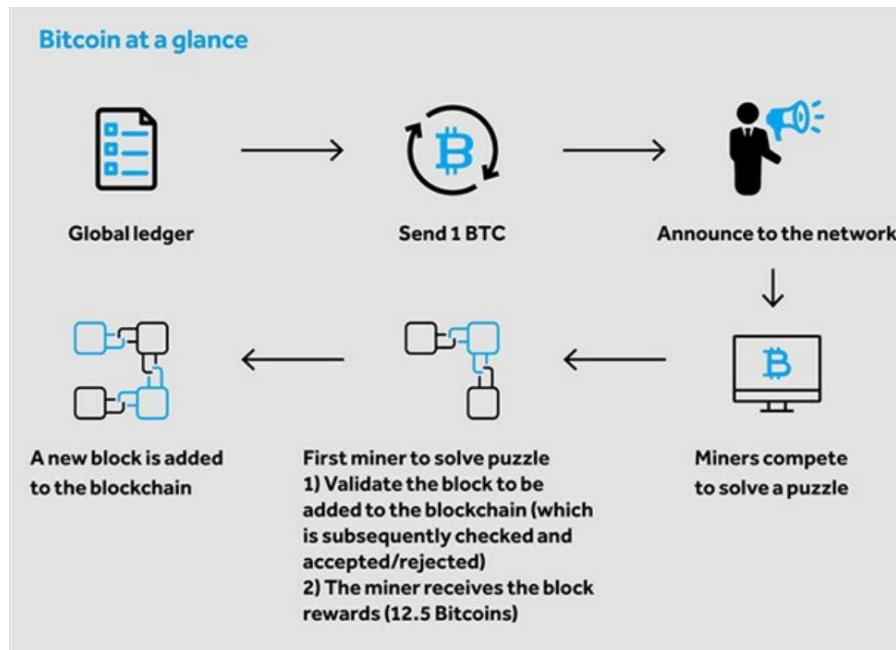 Bitcoin at a glance
Global ledger
Send 1 BTC
Announce to the network
Miners compete
to solve a puzzle
First miner to solve puzzle
1) Validate the block to be
added to the blockchain (which
is subsequently checked and
accepted/rejected)
2) The miner receives the block
rewards (12.5 Bitcoins)
A new block is added
to the blockchain